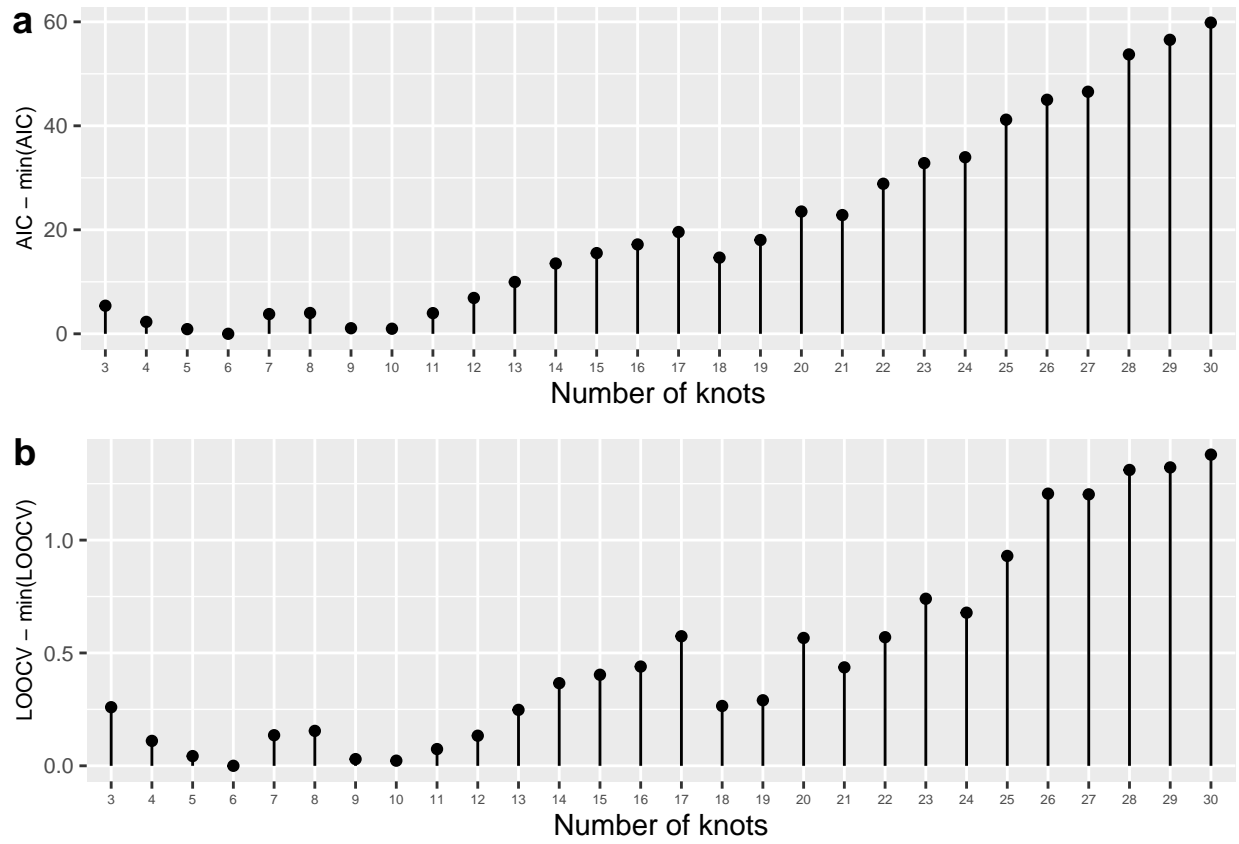 a
AIC − min(AIC)
60
40
20
0
3 4 5 6 7 8 9 10 11 12 13 14 15 16 17 18 19 20 21 22 23 24 25 26 27 28 29 30
Number of knots
b
LOOCV − min(LOOCV)
1.0
0.5
0.0
3 4 5 6 7 8 9 10 11 12 13 14 15 16 17 18 19 20 21 22 23 24 25 26 27 28 29 30
Number of knots